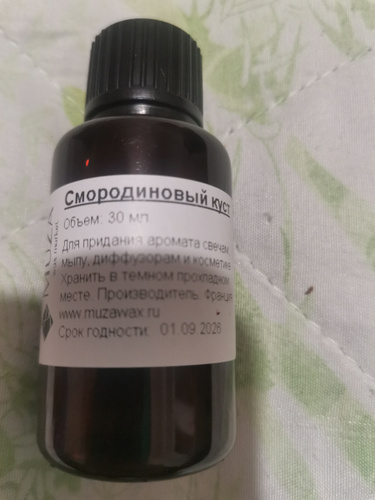 MUZA
Смородиновый куст
Объем: 30 мл
Для придания аромата свечам
мылу, диффузорам и косметике
Хранить в темном прохладном
месте. Производитель: Франция
www.muzawax.ru
Срок годности: 01.09.2026